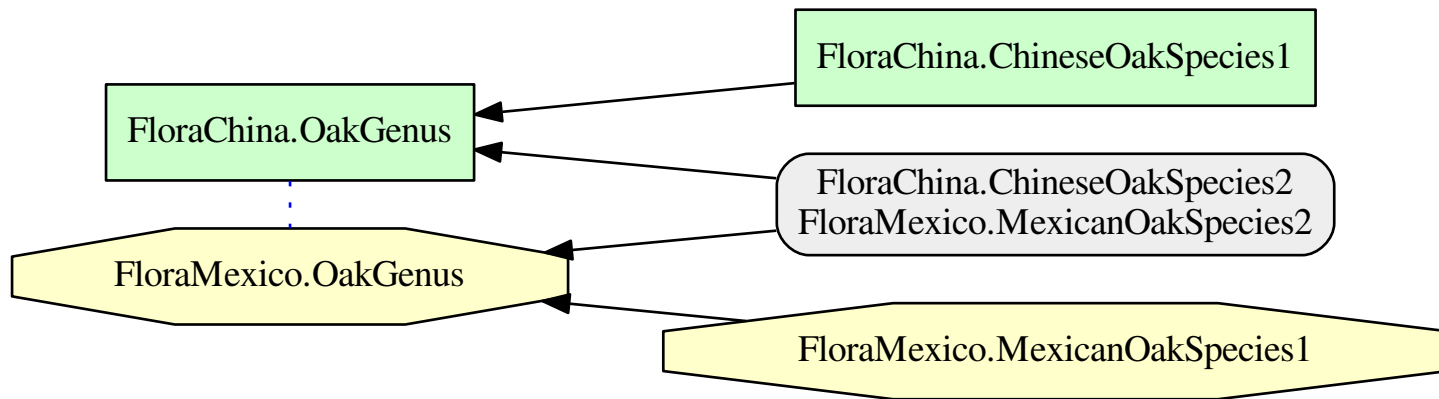 FloraChina.ChineseOakSpecies1
FloraChina.OakGenus
FloraChina.ChineseOakSpecies2
FloraMexico.MexicanOakSpecies2
FloraMexico.OakGenus
FloraMexico.MexicanOakSpecies1